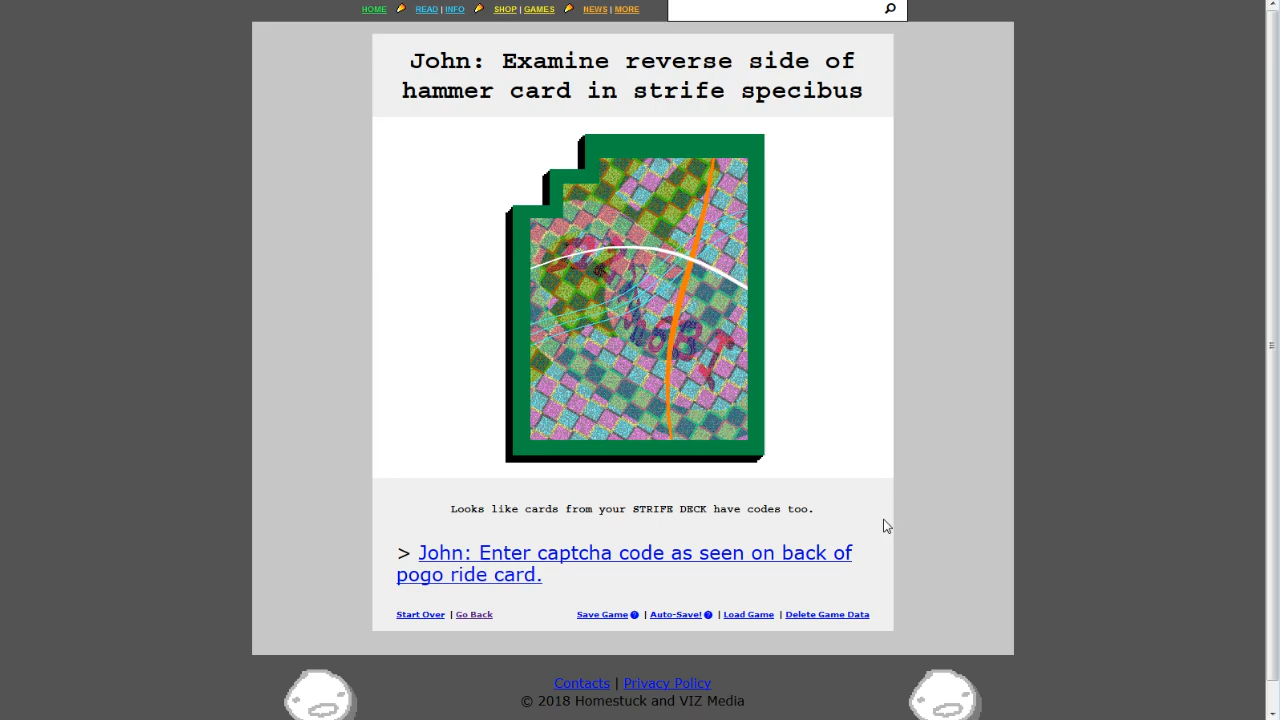 HOME READ | INFO SHOP | GAMES NEWS | MORE
John: Examine reverse side of
hammer card in strife specibus
Looks like cards from your STRIFE DECK have codes too.
> John: Enter captcha code as seen on back of
pogo ride card.
Start Over | Go Back Save Game ? | Auto-Save! ? | Load Game | Delete Game Data
Contacts | Privacy Policy
© 2018 Homestuck and VIZ Media